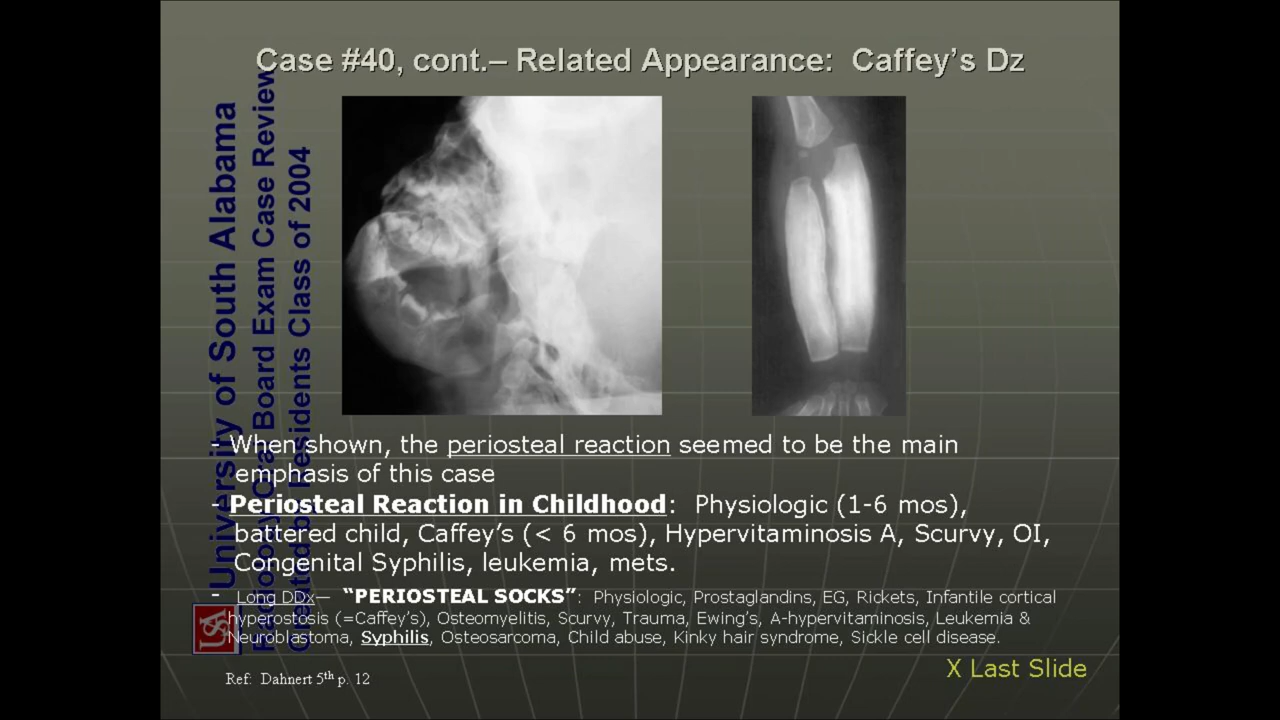 Case #40, cont.– Related Appearance:  Caffey's Dz
University of South Alabama
Board Exam Case Review
Residents Class of 2004
- When shown, the periosteal reaction seemed to be the main
emphasis of this case
- Periosteal Reaction in Childhood:  Physiologic (1-6 mos),
battered child, Caffey's (< 6 mos), Hypervitaminosis A, Scurvy, OI,
Congenital Syphilis, leukemia, mets.
- Long DDx— “PERIOSTEAL SOCKS”:  Physiologic, Prostaglandins, EG, Rickets, Infantile cortical
hyperostosis (=Caffey's), Osteomyelitis, Scurvy, Trauma, Ewing's, A-hypervitaminosis, Leukemia &
Neuroblastoma, Syphilis, Osteosarcoma, Child abuse, Kinky hair syndrome, Sickle cell disease.
X Last Slide
Ref:  Dahnert 5th p. 12